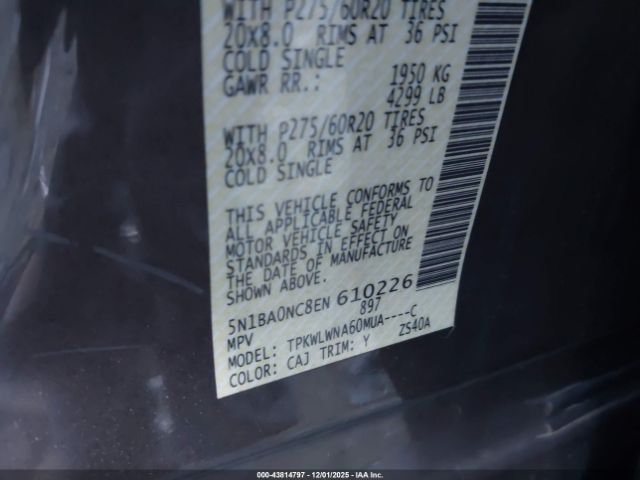 WITH P275/60R20 TIRES
20x8.0 RIMS AT 36 PSI
COLD SINGLE
GAWR RR.: 1950 KG
4299 LB
WITH P275/60R20 TIRES
20x8.0 RIMS AT 36 PSI
COLD SINGLE
THIS VEHICLE CONFORMS TO
ALL APPLICABLE FEDERAL
MOTOR VEHICLE SAFETY
STANDARDS IN EFFECT ON
THE DATE OF MANUFACTURE
SHOWN ABOVE.
5N1BA0NC8EN 610226
MPV 897
MODEL: TPKWLWNA60MUA----C
COLOR: CAJ TRIM: Y ZS40A
000-43814797 - 12/01/2025 - IAA Inc.